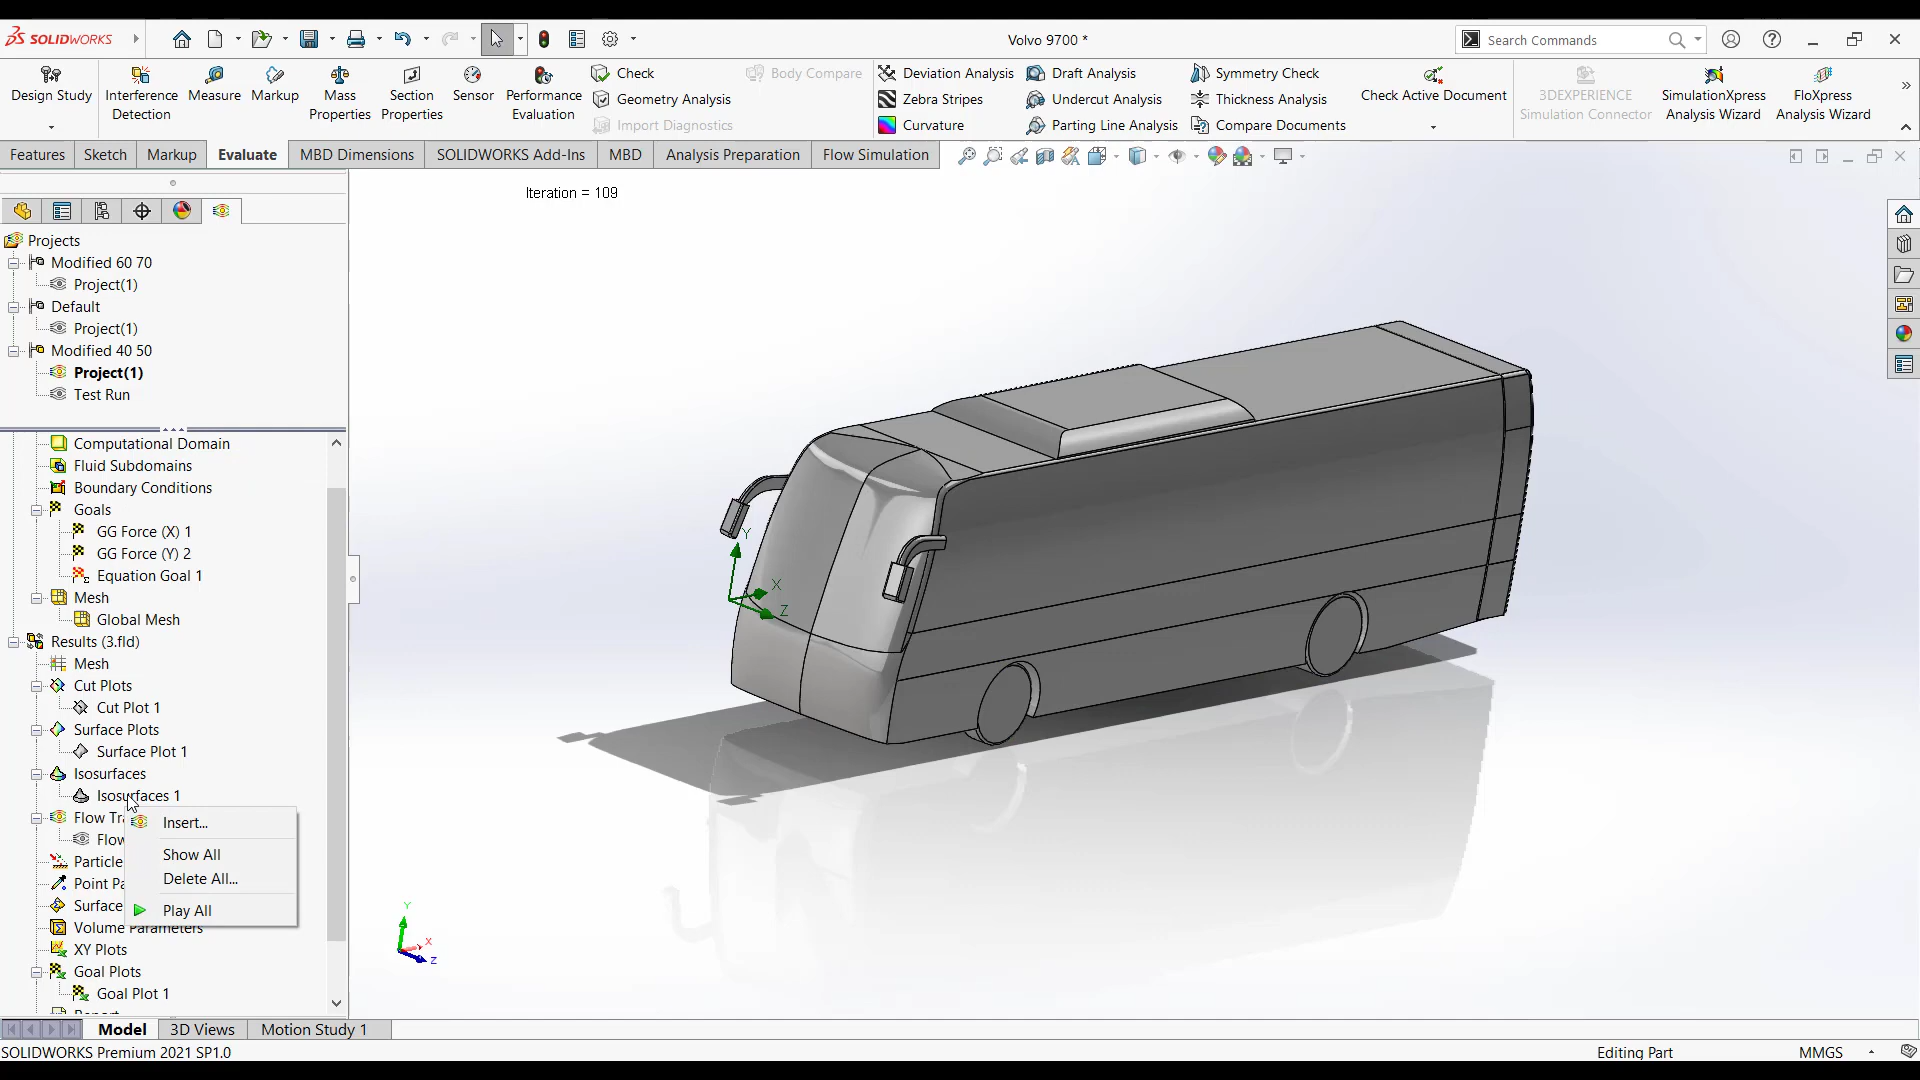 SOLIDWORKS
Volvo 9700 *
Search Commands
Design Study
Interference Detection
Measure
Markup
Mass Properties
Section Properties
Sensor
Performance Evaluation
Check
Geometry Analysis
Import Diagnostics
Body Compare
Deviation Analysis
Zebra Stripes
Curvature
Draft Analysis
Undercut Analysis
Parting Line Analysis
Symmetry Check
Thickness Analysis
Compare Documents
Check Active Document
3DEXPERIENCE Simulation Connector
SimulationXpress Analysis Wizard
FloXpress Analysis Wizard
Features
Sketch
Markup
Evaluate
MBD Dimensions
SOLIDWORKS Add-Ins
MBD
Analysis Preparation
Flow Simulation
Iteration = 109
Projects
Modified 60 70
Project(1)
Default
Project(1)
Modified 40 50
Project(1)
Test Run
Computational Domain
Fluid Subdomains
Boundary Conditions
Goals
GG Force (X) 1
GG Force (Y) 2
Equation Goal 1
Mesh
Global Mesh
Results (3.fld)
Mesh
Cut Plots
Cut Plot 1
Surface Plots
Surface Plot 1
Isosurfaces
Isosurfaces 1
Flow Tra
Flow
Particle
Point Pa
Surface
Volume Parameters
XY Plots
Goal Plots
Goal Plot 1
Insert...
Show All
Delete All...
Play All
Y
X
Z
Y
X
Z
Model
3D Views
Motion Study 1
SOLIDWORKS Premium 2021 SP1.0
Editing Part
MMGS